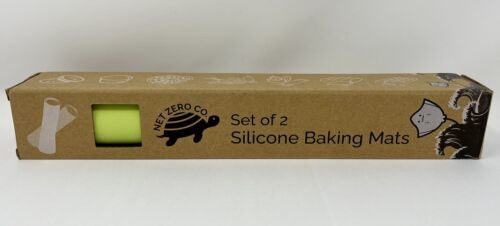 NET ZERO CO
Set of 2
Silicone Baking Mats